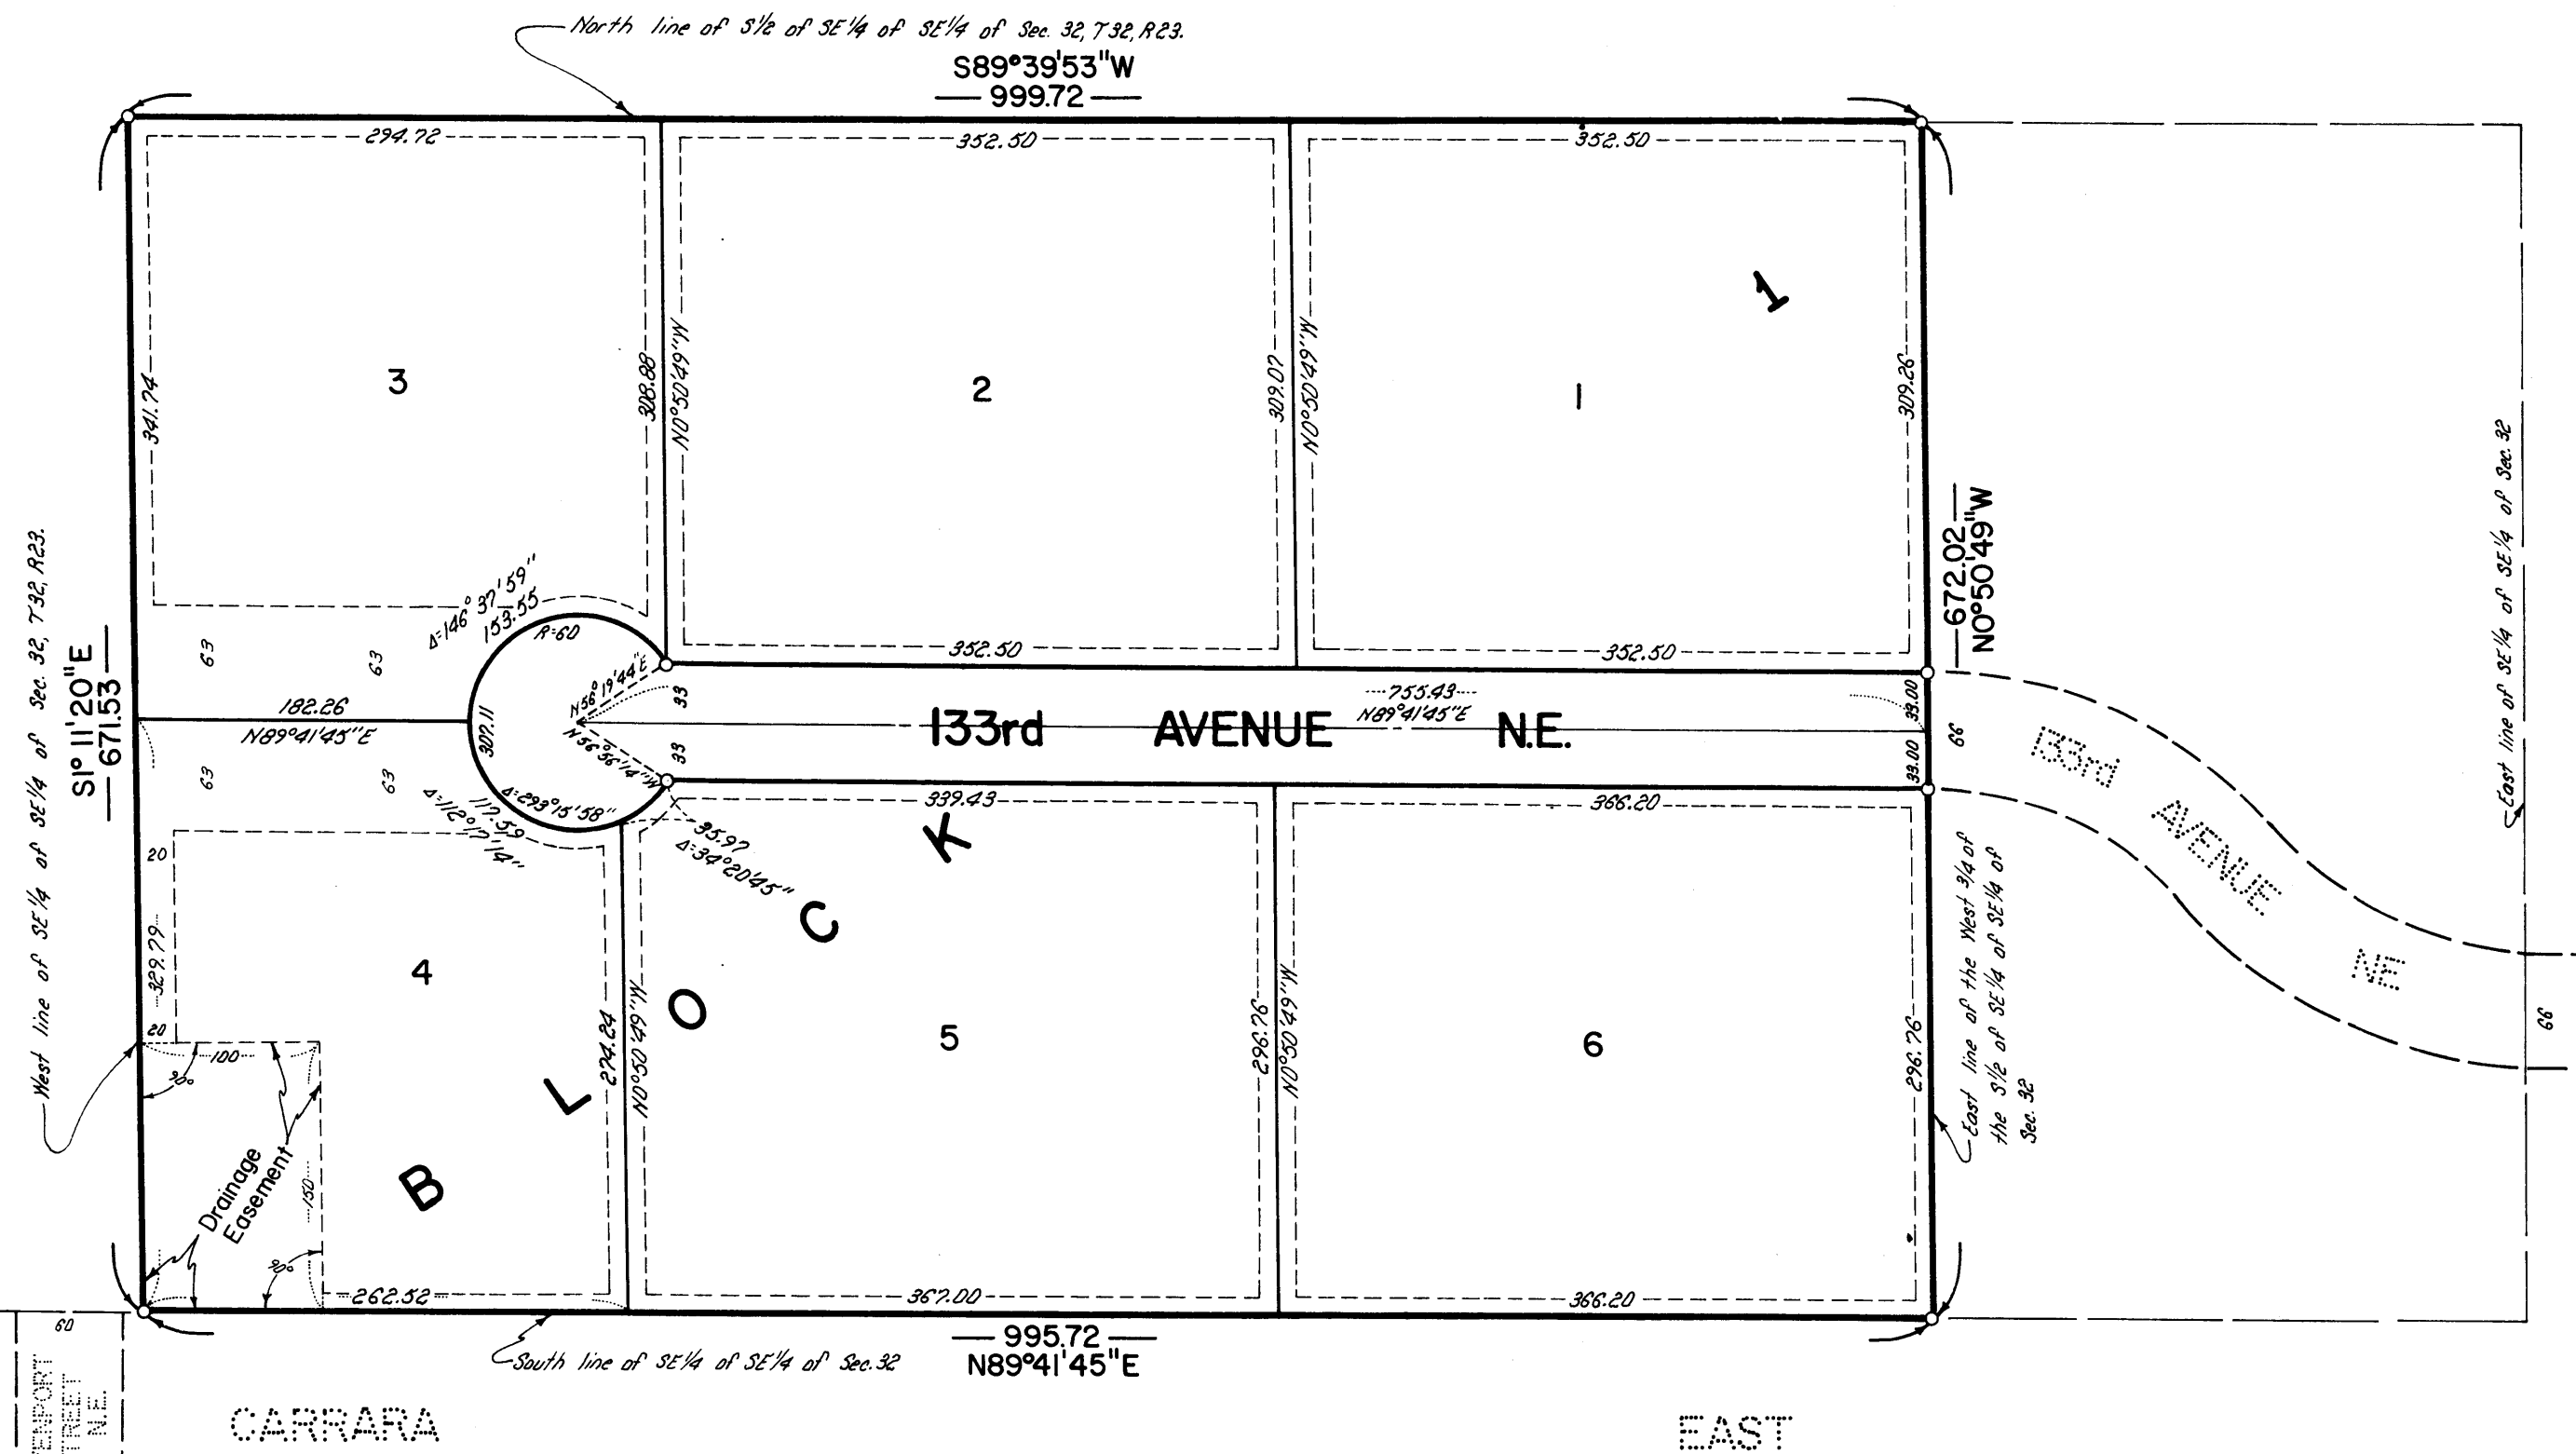 North line of S1/2 of SE1/4 of SE1/4 of Sec. 32, T32, R23.
S89°39'53"W
999.72
294.72
352.50
352.50
1
341.74
3
308.88
N0°50'49"W
2
309.07
N0°50'49"W
1
309.26
East line of SE1/4 of SE1/4 of Sec. 32
West line of SE1/4 of SE1/4 of Sec. 32, T32, R23.
S1°11'20"E
671.53
672.02
N0°50'49"W
Δ=146°37'59"
153.55
R=60
63
63
N56°19'44"E
33
352.50
352.50
182.26
N89°41'45"E
307.11
133rd AVENUE N.E.
755.43
N89°41'45"E
33.00
33.00
66
133rd AVENUE NE
66
63
63
N56°56'14"W
33
Δ=293°15'58"
117.59
Δ=112°17'14"
35.97
Δ=34°20'45"
339.43
366.20
20
329.79
20
4
274.24
N0°50'49"W
5
296.76
N0°50'49"W
6
296.76
East line of the West 3/4 of
the S1/2 of SE1/4 of SE1/4 of
Sec. 32
BLOCK
100
90°
150
90°
Drainage
Easement
262.52
367.00
366.20
995.72
N89°41'45"E
South line of SE1/4 of SE1/4 of Sec. 32
60
N.E.
CARRARA EAST